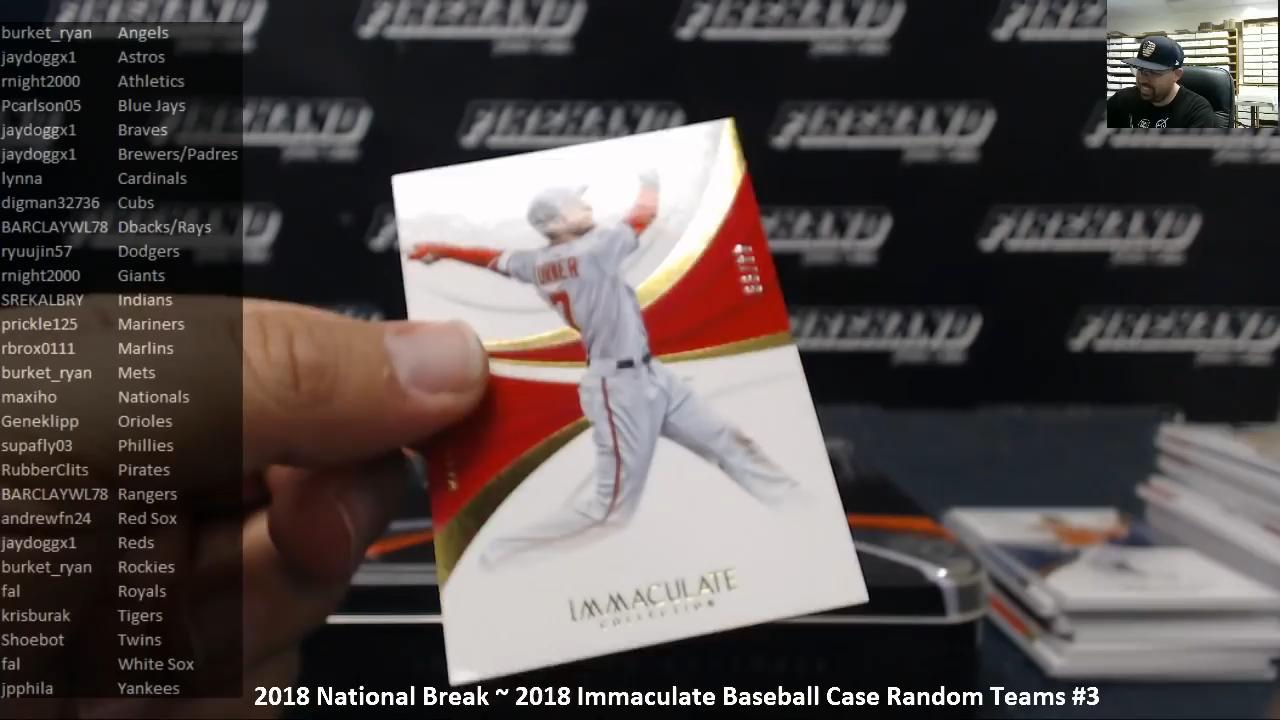 burket_ryan Angels
jaydoggx1 Astros
rnight2000 Athletics
Pcarlson05 Blue Jays
jaydoggx1 Braves
jaydoggx1 Brewers/Padres
lynna Cardinals
digman32736 Cubs
BARCLAYWL78 Dbacks/Rays
ryuujin57 Dodgers
rnight2000 Giants
SREKALBRY Indians
prickle125 Mariners
rbrox0111 Marlins
burket_ryan Mets
maxiho Nationals
Geneklipp Orioles
supafly03 Phillies
RubberClits Pirates
BARCLAYWL78 Rangers
andrewfn24 Red Sox
jaydoggx1 Reds
burket_ryan Rockies
fal Royals
krisburak Tigers
Shoebot Twins
fal White Sox
jpphila Yankees
FIREHAND
7
IMMACULATE
COLLECTION
2018 National Break ~ 2018 Immaculate Baseball Case Random Teams #3